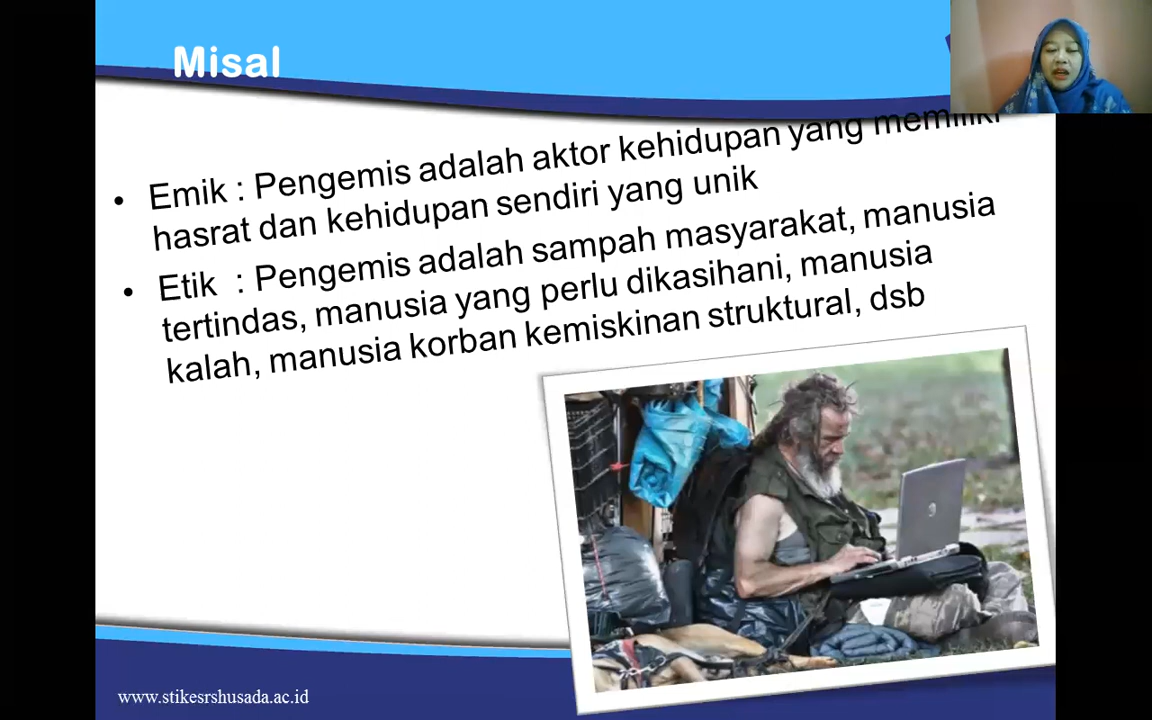 Misal
• Emik : Pengemis adalah aktor kehidupan yang memiliki
hasrat dan kehidupan sendiri yang unik
• Etik : Pengemis adalah sampah masyarakat, manusia
tertindas, manusia yang perlu dikasihani, manusia
kalah, manusia korban kemiskinan struktural, dsb
www.stikesrshusada.ac.id